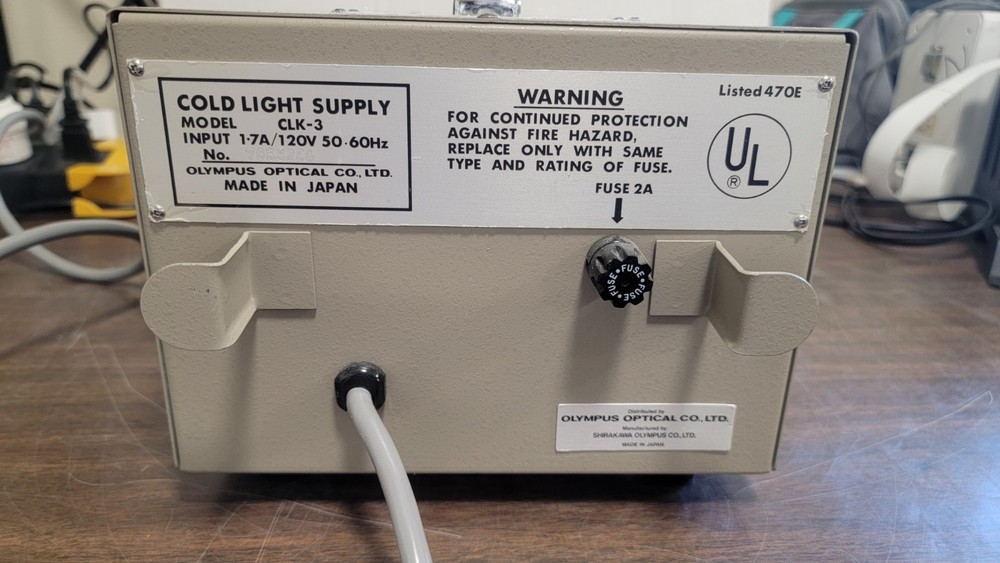 COLD LIGHT SUPPLY
MODEL CLK-3
INPUT 1·7A/120V 50·60Hz
No.
OLYMPUS OPTICAL CO., LTD.
MADE IN JAPAN
WARNING
FOR CONTINUED PROTECTION
AGAINST FIRE HAZARD,
REPLACE ONLY WITH SAME
TYPE AND RATING OF FUSE.
FUSE 2A
Listed 470E
UL
®
FUSE•FUSE•FUSE•
Distributed by
OLYMPUS OPTICAL CO., LTD.
Manufactured by
SHIRAKAWA OLYMPUS CO., LTD.
MADE IN JAPAN